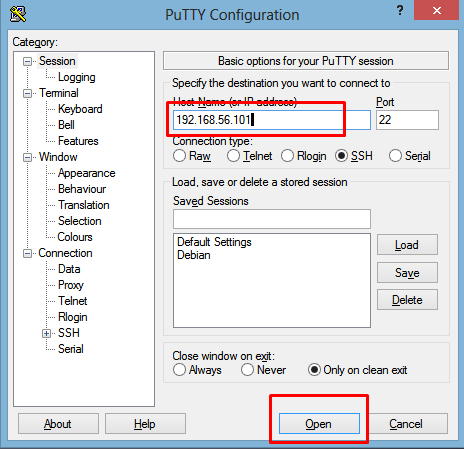 PuTTY Configuration
?
Category:
Session
Logging
Terminal
Keyboard
Bell
Features
Window
Appearance
Behaviour
Translation
Selection
Colours
Connection
Data
Proxy
Telnet
Rlogin
SSH
Serial
Basic options for your PuTTY session
Specify the destination you want to connect to
Host Name (or IP address) Port
192.168.56.101 22
Connection type:
Raw Telnet Rlogin SSH Serial
Load, save or delete a stored session
Saved Sessions
Default Settings
Debian
Load
Save
Delete
Close window on exit:
Always Never Only on clean exit
About Help Open Cancel